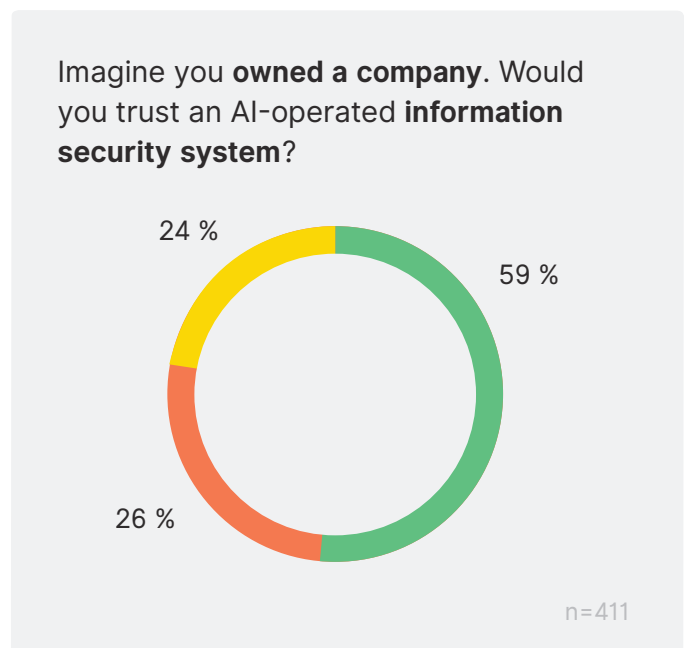 Imagine you owned a company. Would
you trust an AI-operated information
security system?
24 %
59 %
26 %
n=411